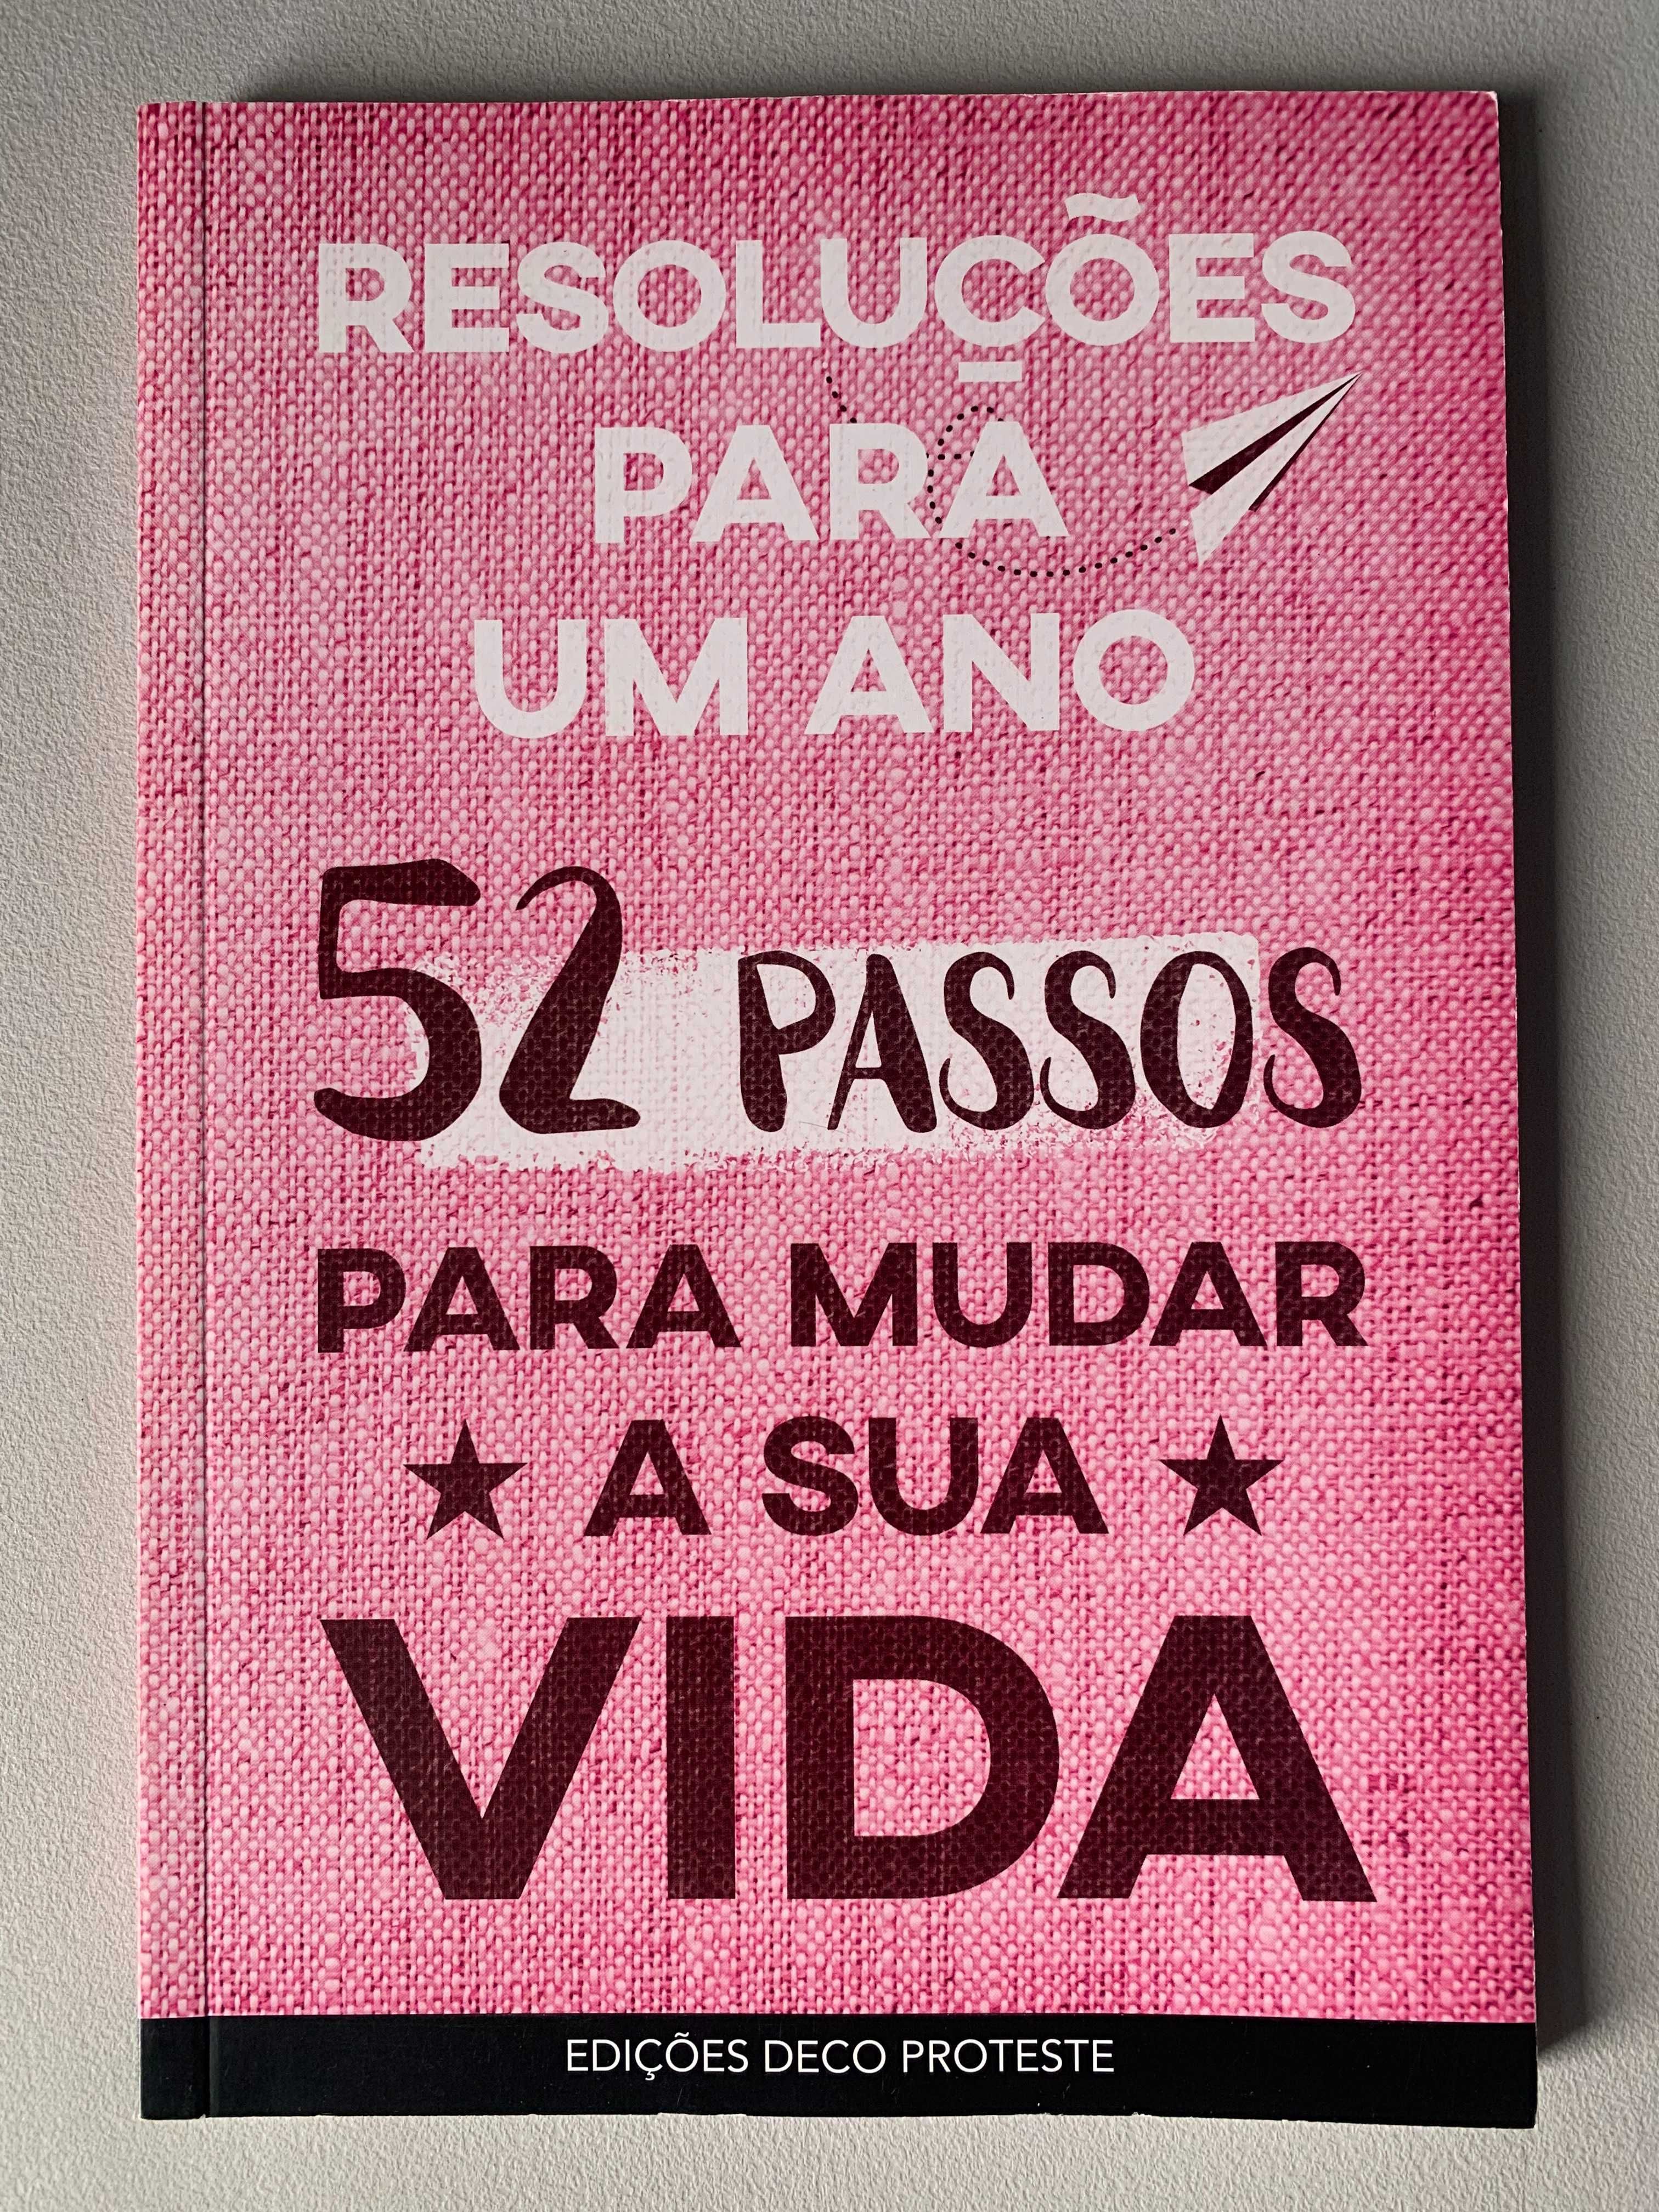 RESOLUÇÕES
PARA
UM ANO
52 PASSOS
PARA MUDAR
★ A SUA ★
VIDA
EDIÇÕES DECO PROTESTE